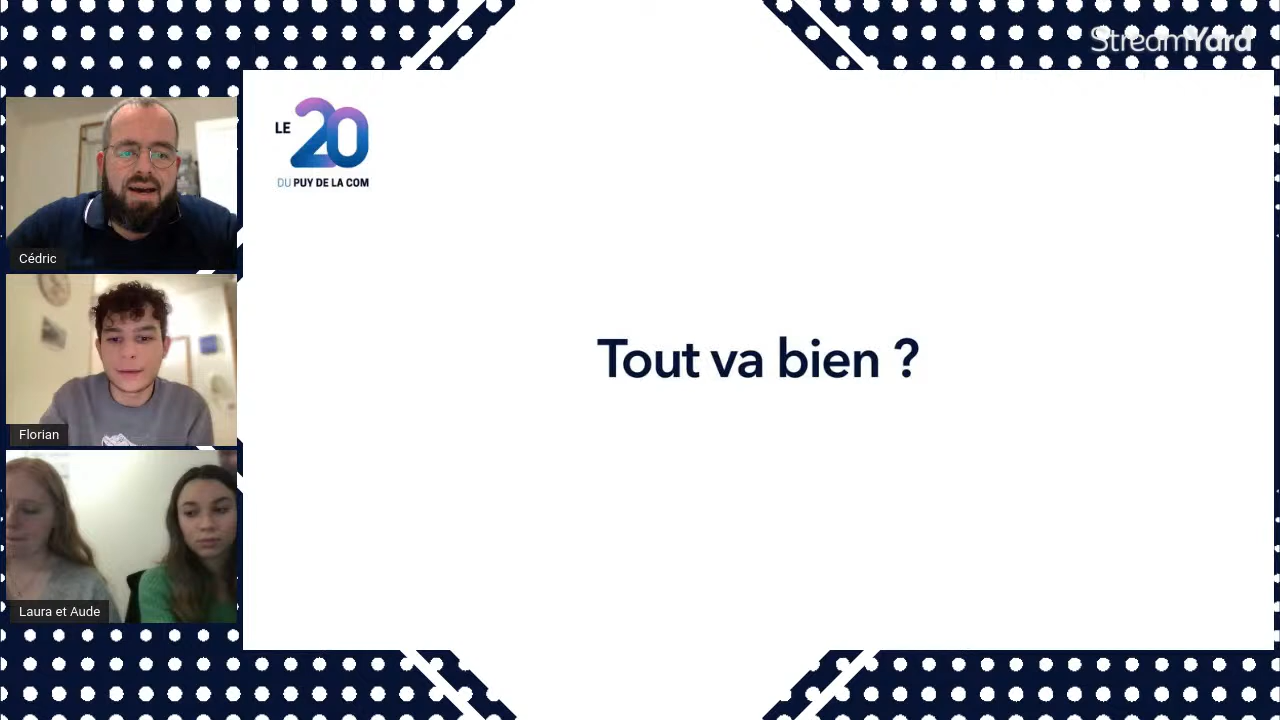 StreamYard
LE 20
DU PUY DE LA COM
Cédric
Tout va bien ?
Florian
Laura et Aude